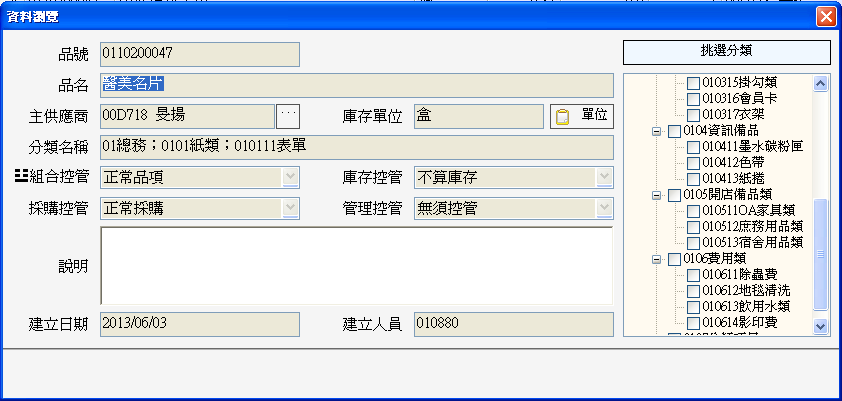 資料瀏覽
品號 0110200047
品名 醫美名片
主供應商 00D718 旻揚 ... 庫存單位 盒 單位
分類名稱 01總務；0101紙類；010111表單
組合控管 正常品項 庫存控管 不算庫存
採購控管 正常採購 管理控管 無須控管
說明
建立日期 2013/06/03 建立人員 010880
挑選分類
010315掛勾類
010316會員卡
010317衣架
0104資訊備品
010411墨水碳粉匣
010412色帶
010413紙捲
0105開店備品類
010511OA家具類
010512庶務用品類
010513宿舍用品類
0106費用類
010611除蟲費
010612地毯清洗
010613飲用水類
010614影印費